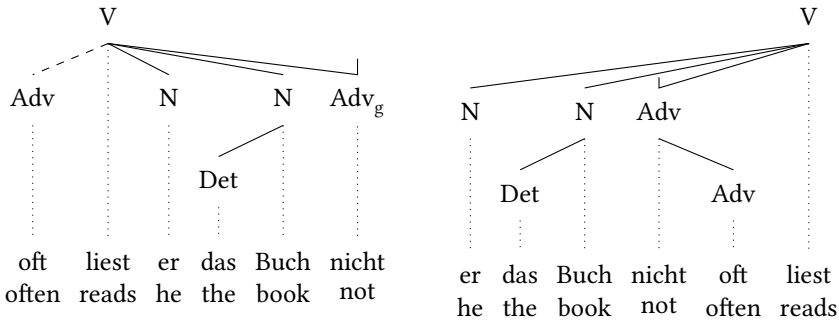 V V
Adv N N Adv_g N N Adv
Det Det Adv
oft liest er das Buch nicht er das Buch nicht oft liest
often reads he the book not he the book not often reads